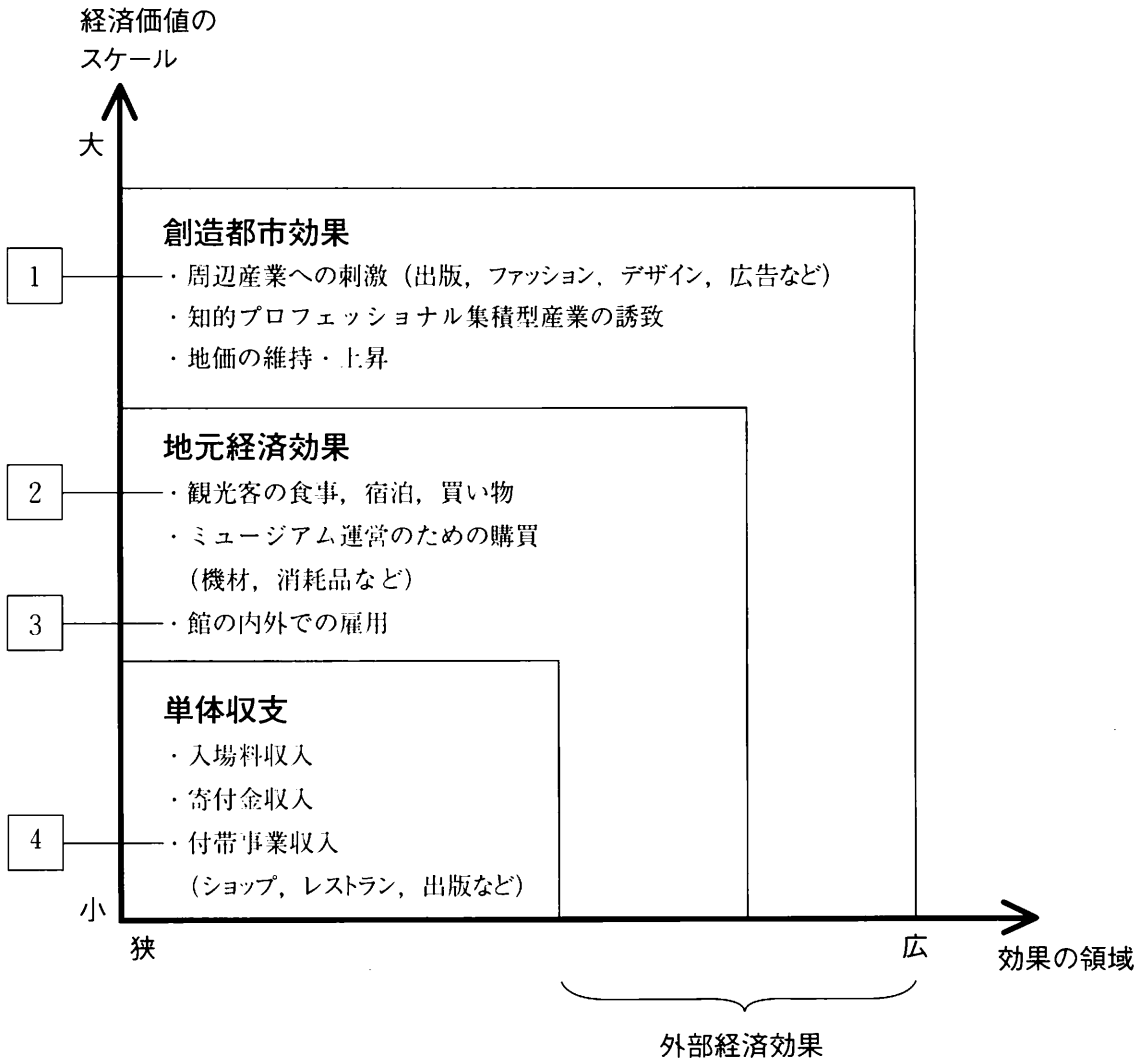 経済価値の
スケール
大
創造都市効果
1
・周辺産業への刺激（出版，ファッション，デザイン，広告など）
・知的プロフェッショナル集積型産業の誘致
・地価の維持・上昇
地元経済効果
2
・観光客の食事，宿泊，買い物
・ミュージアム運営のための購買
（機材，消耗品など）
3
・館の内外での雇用
単体収支
・入場料収入
・寄付金収入
4
・付帯事業収入
（ショップ，レストラン，出版など）
小
狭
広
効果の領域
外部経済効果